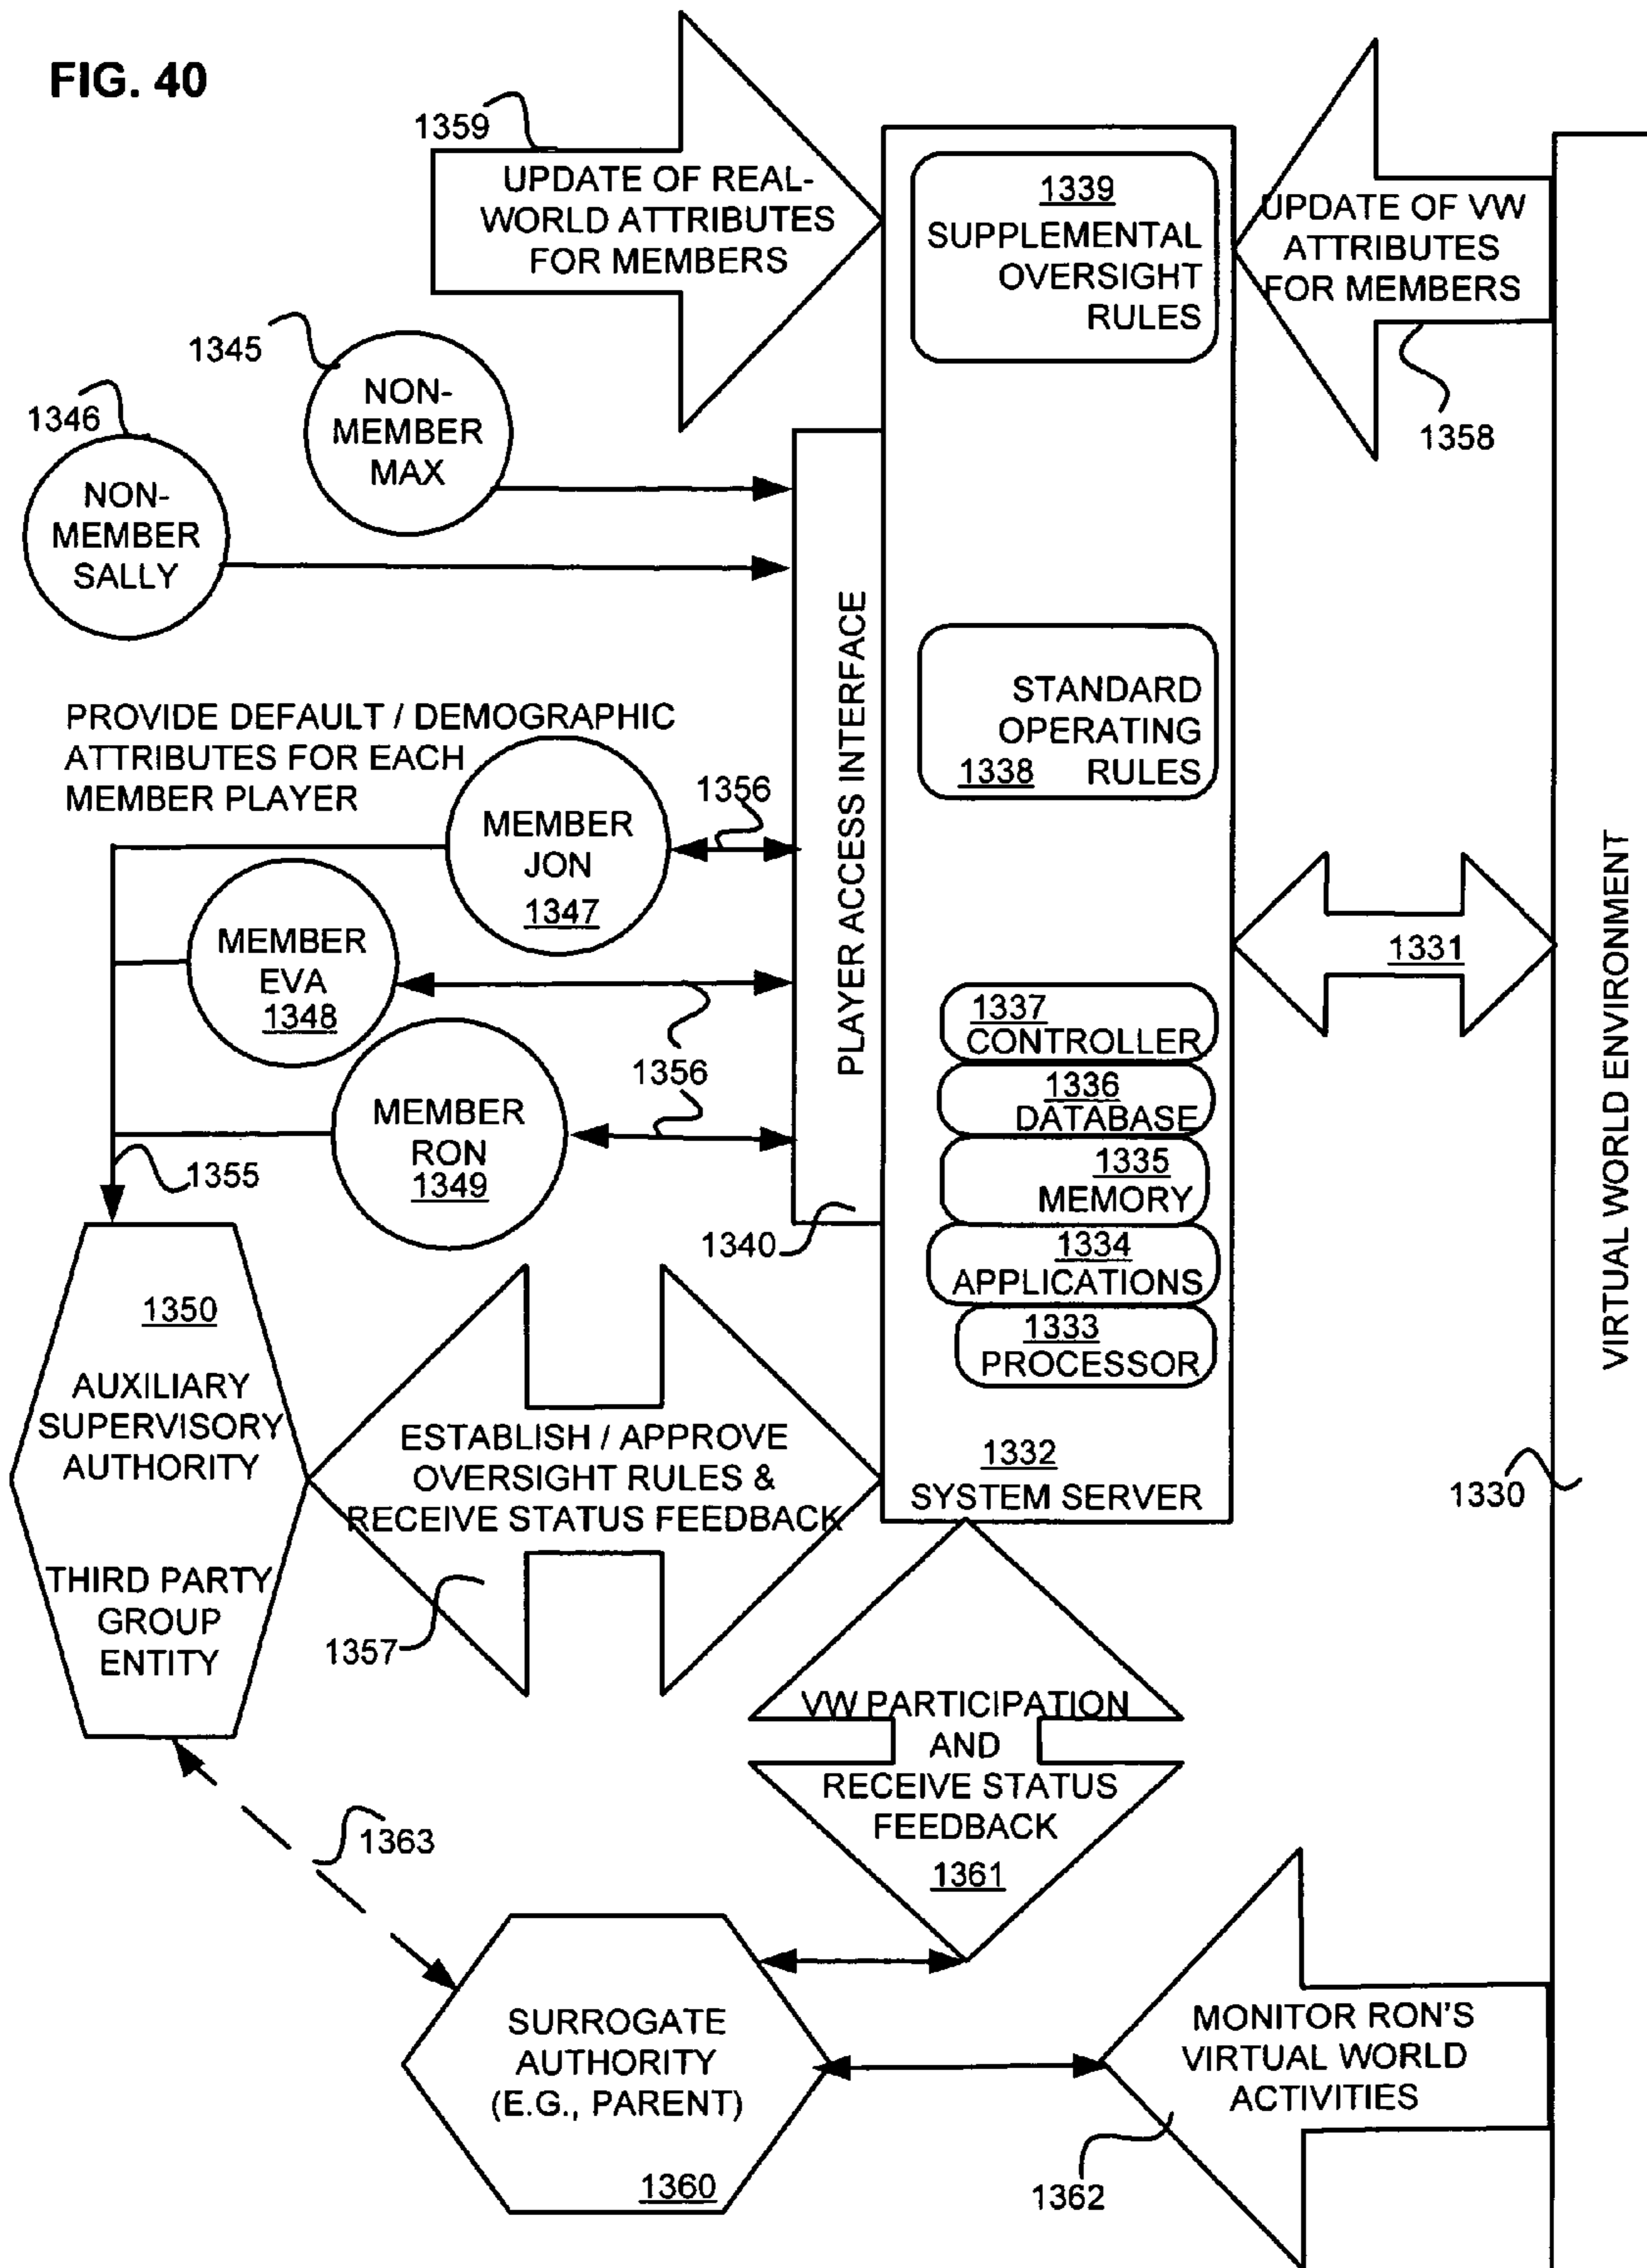 FIG. 40
1359
UPDATE OF REAL-
WORLD ATTRIBUTES
FOR MEMBERS
1339
SUPPLEMENTAL
OVERSIGHT
RULES
UPDATE OF VW
ATTRIBUTES
FOR MEMBERS
1358
1345
NON-
MEMBER
MAX
1346
NON-
MEMBER
SALLY
PLAYER ACCESS INTERFACE
STANDARD
OPERATING
1338 RULES
PROVIDE DEFAULT / DEMOGRAPHIC
ATTRIBUTES FOR EACH
MEMBER PLAYER
1356
MEMBER
JON
1347
MEMBER
EVA
1348
1356
MEMBER
RON
1349
1355
1340
1331
VIRTUAL WORLD ENVIRONMENT
1337
CONTROLLER
1336
DATABASE
1335
MEMORY
1334
APPLICATIONS
1333
PROCESSOR
1332
SYSTEM SERVER
1330
1350
AUXILIARY
SUPERVISORY
AUTHORITY
THIRD PARTY
GROUP
ENTITY
ESTABLISH / APPROVE
OVERSIGHT RULES &
RECEIVE STATUS FEEDBACK
1357
VW PARTICIPATION
AND
RECEIVE STATUS
FEEDBACK
1361
1363
SURROGATE
AUTHORITY
(E.G., PARENT)
1360
MONITOR RON'S
VIRTUAL WORLD
ACTIVITIES
1362